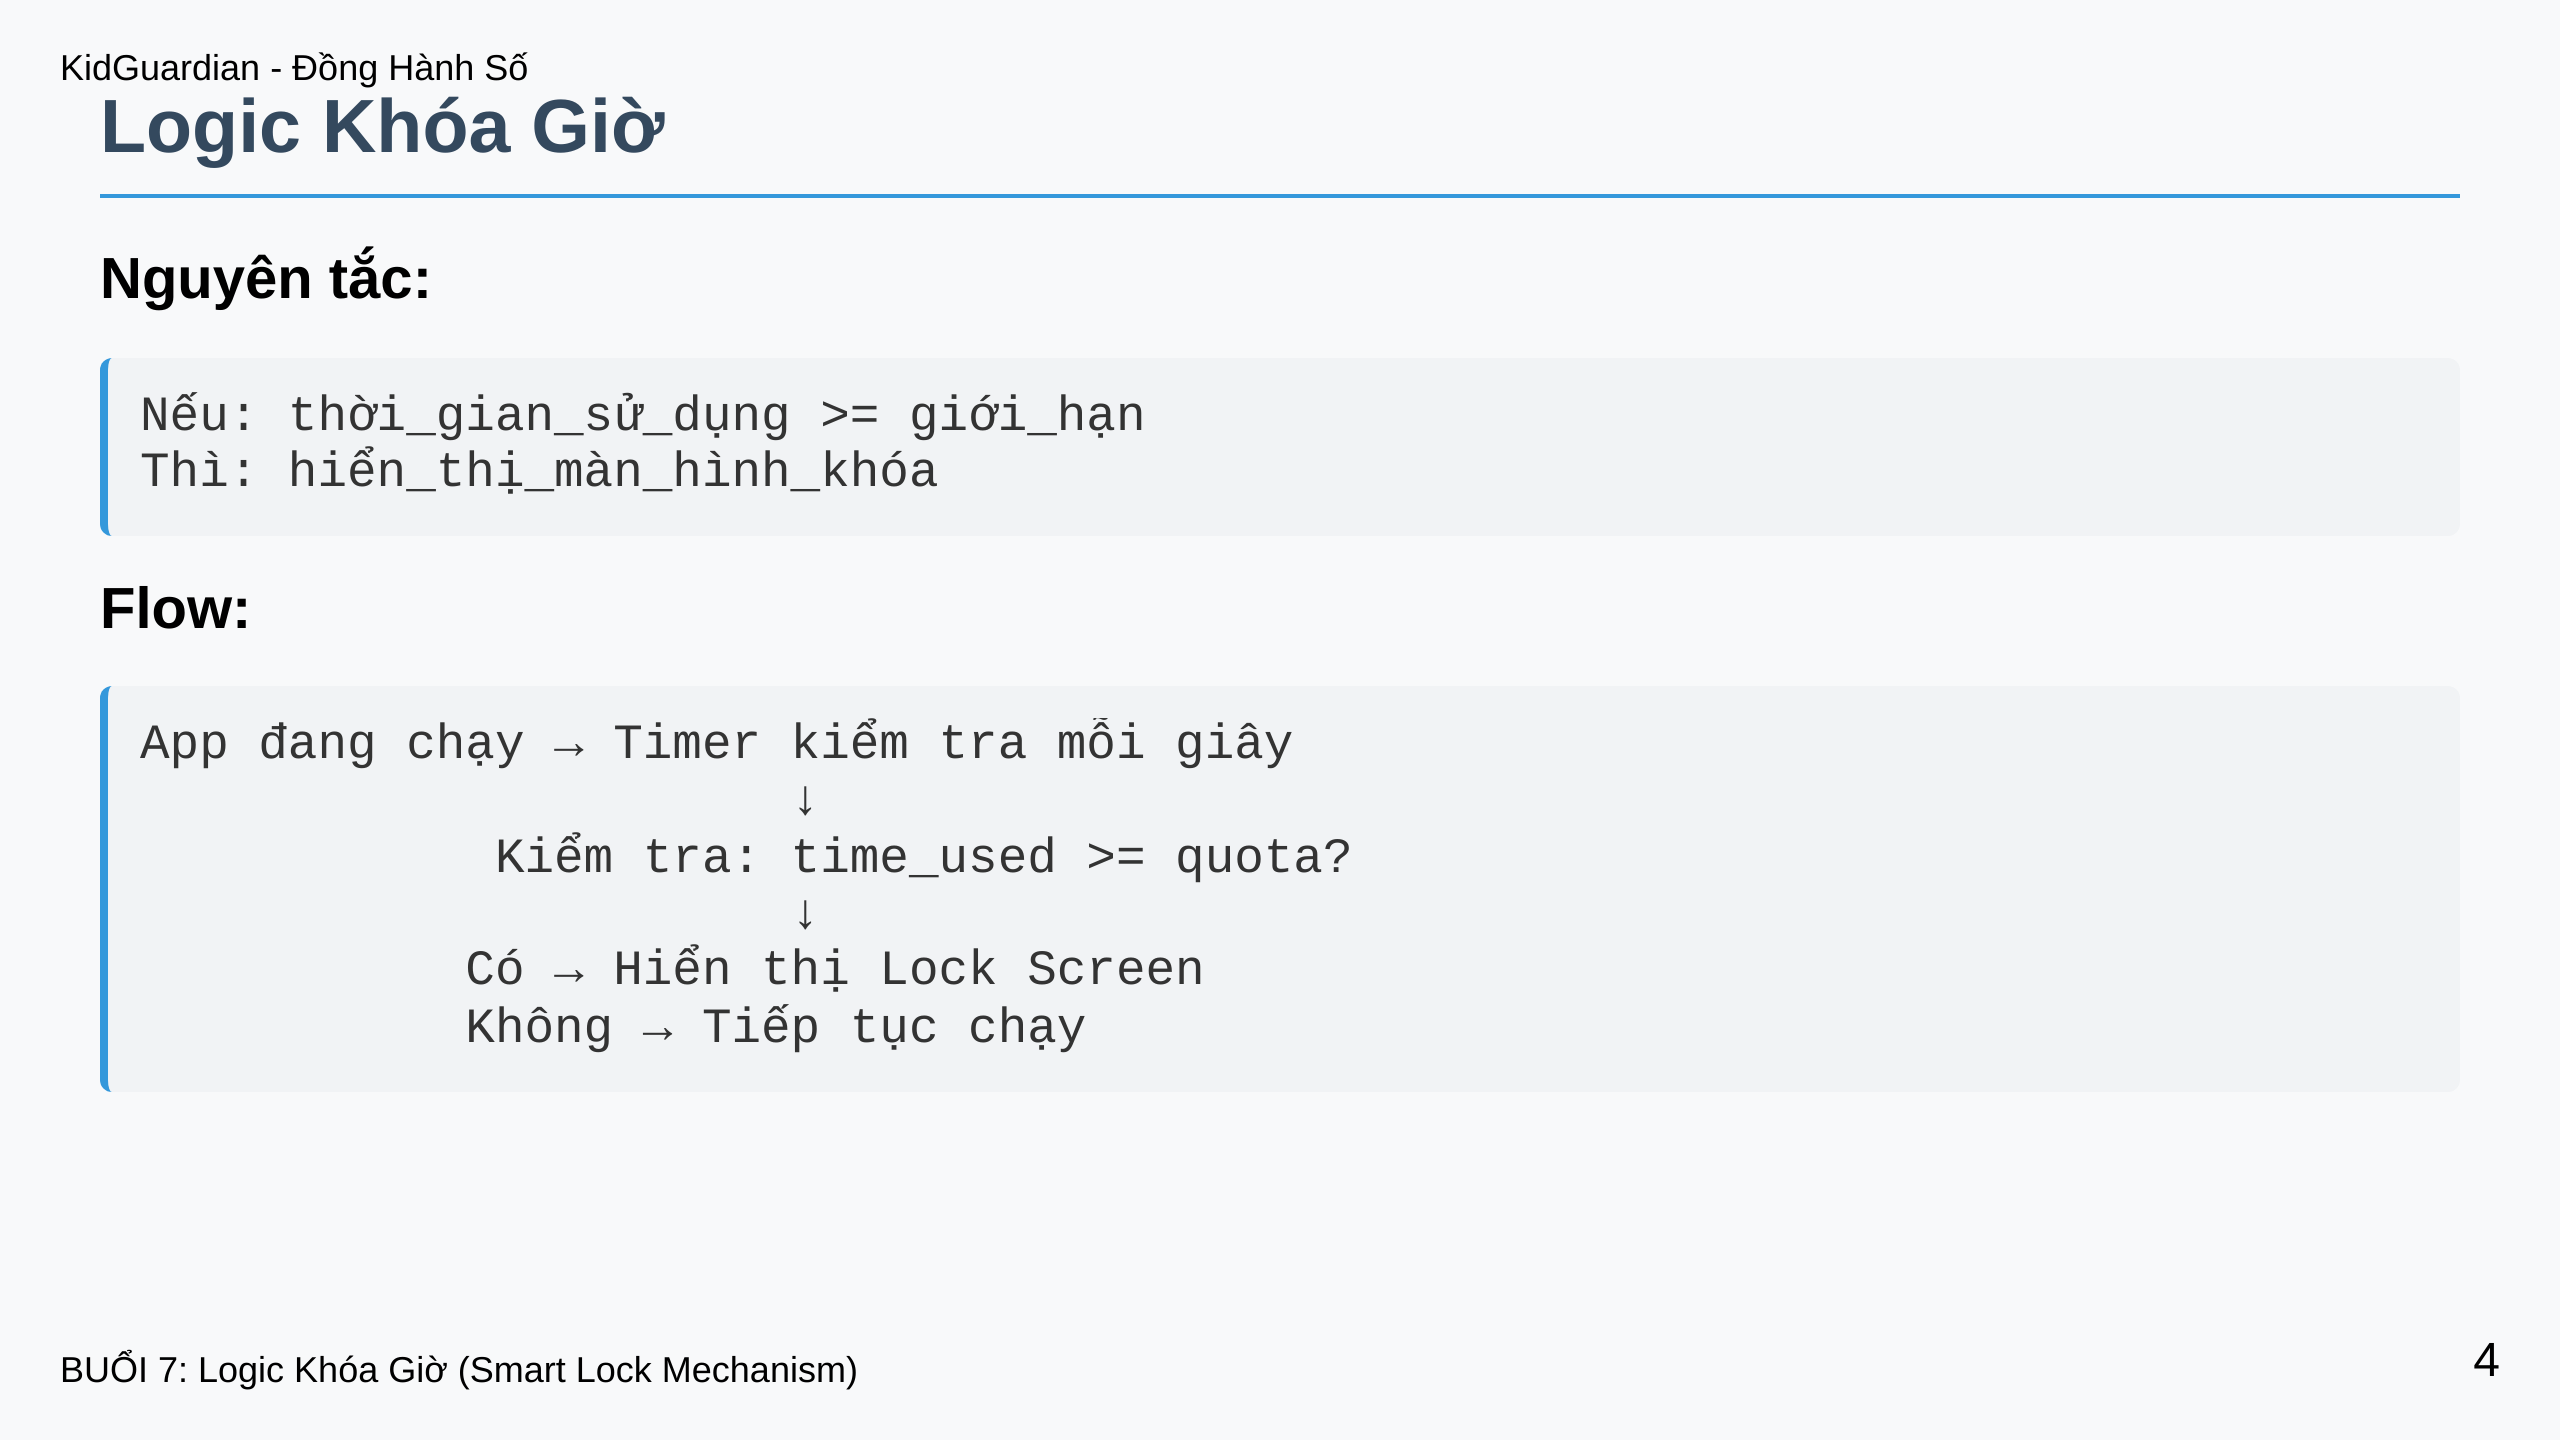 KidGuardian - Đồng Hành Số
Logic Khóa Giờ
Nguyên tắc:
Nếu: thời_gian_sử_dụng >= giới_hạn
Thì: hiển_thị_màn_hình_khóa
Flow:
App đang chạy → Timer kiểm tra mỗi giây
↓
Kiểm tra: time_used >= quota?
↓
Có → Hiển thị Lock Screen
Không → Tiếp tục chạy
BUỔI 7: Logic Khóa Giờ (Smart Lock Mechanism)
4